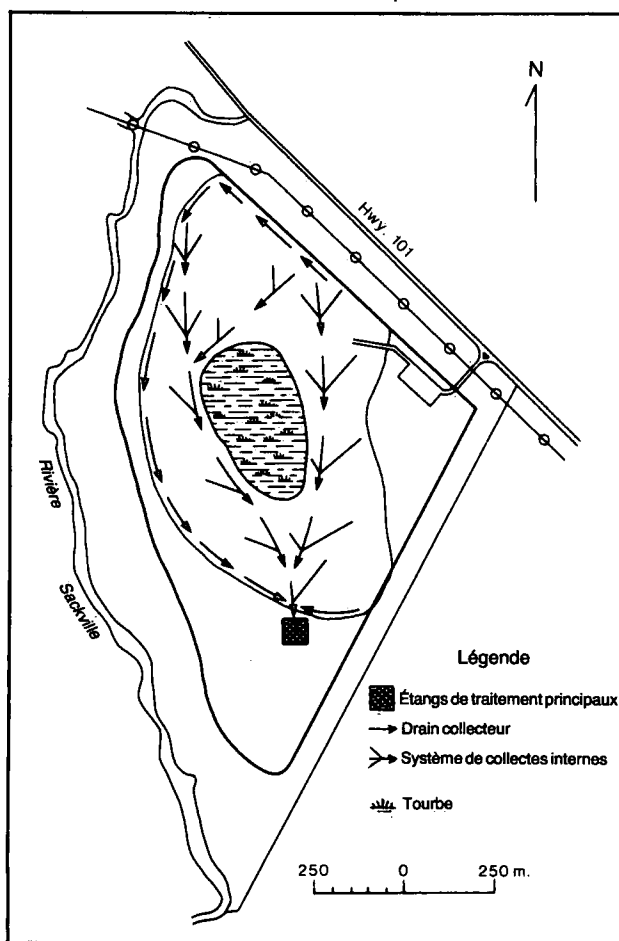 N
Hwy. 101
Rivière
Sackville
Légende
Étangs de traitement principaux
Drain collecteur
Système de collectes internes
Tourbe
250 0 250 m.